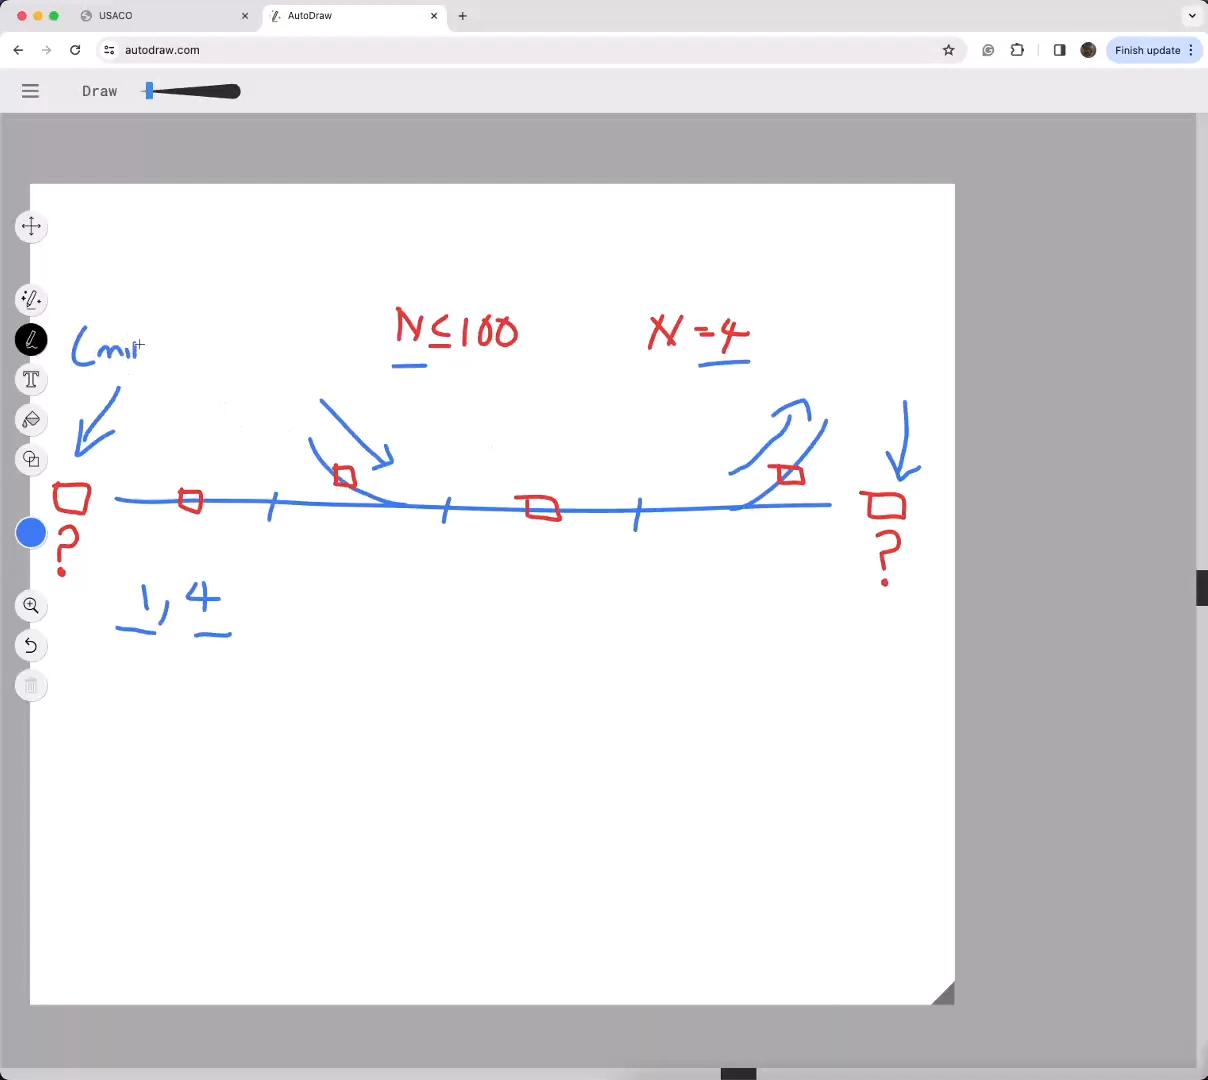 USACO
AutoDraw
autodraw.com
Finish update
Draw
N ≤ 100
N = 4
? ?
1, 4